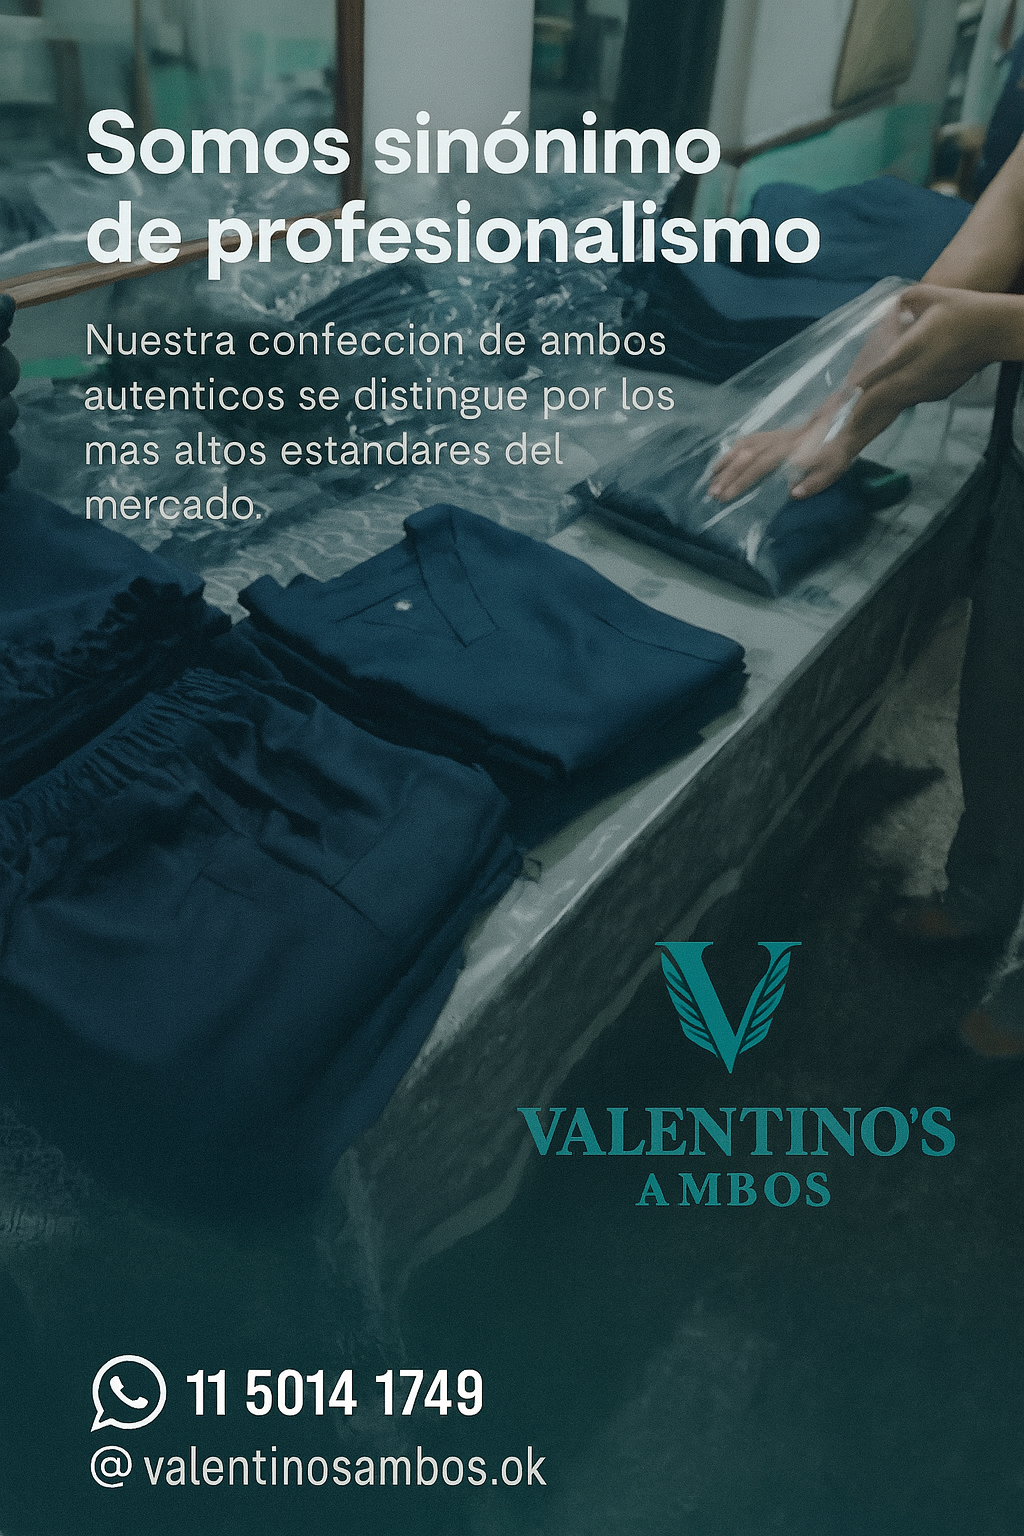 Somos sinónimo
de profesionalismo
Nuestra confeccion de ambos
autenticos se distingue por los
mas altos estandares del
mercado.
V
VALENTINO'S
AMBOS
11 5014 1749
@valentinosambos.ok